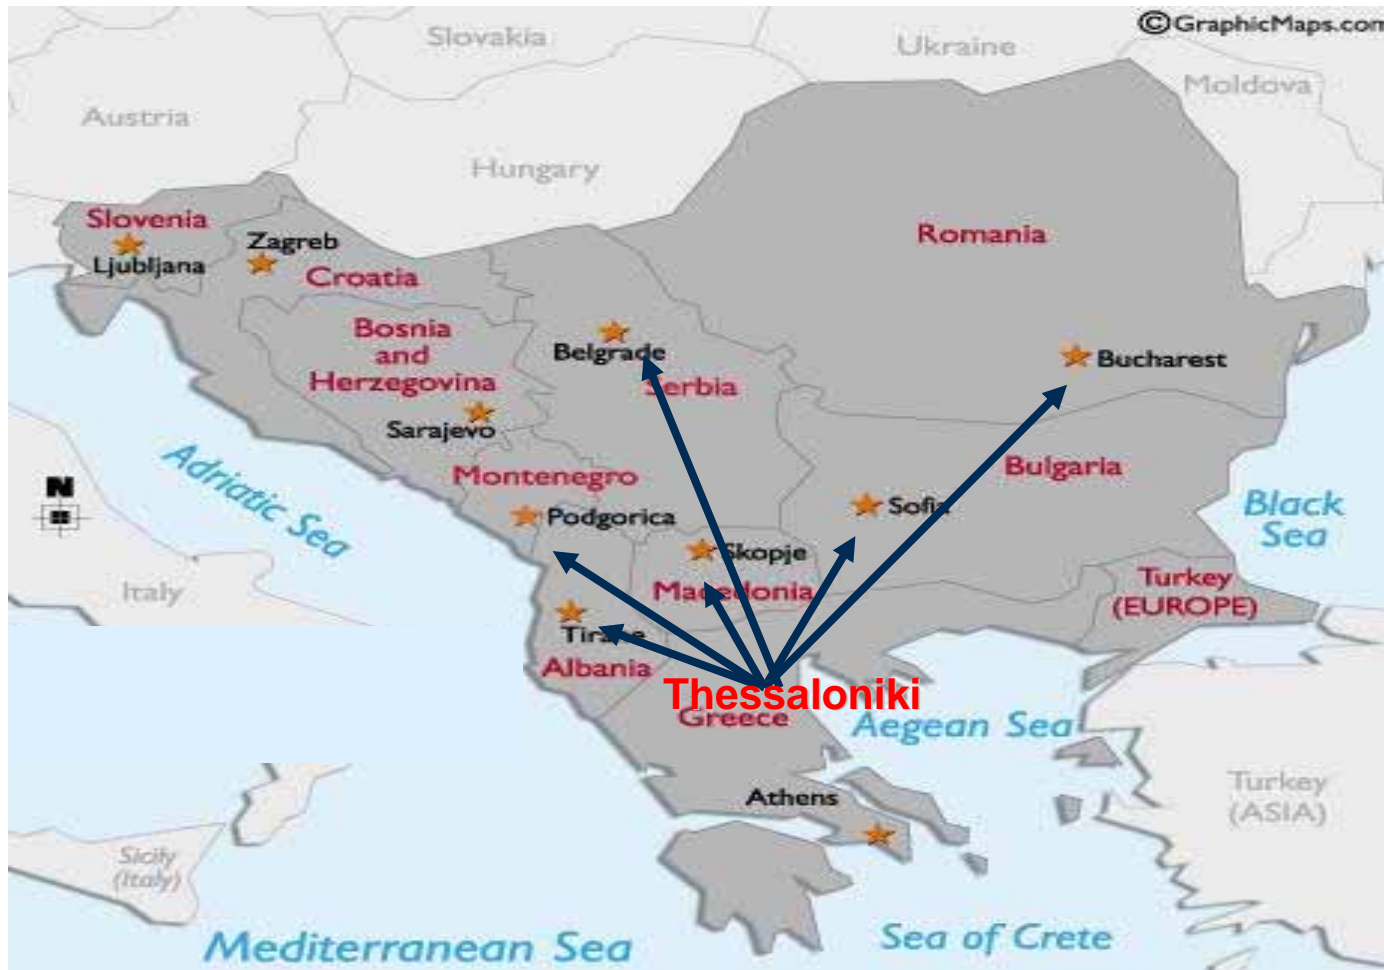 ©GraphicMaps.com
Slovakia
Ukraine
Moldova
Austria
Hungary
Slovenia
Zagreb
Ljubljana
Croatia
Romania
Bosnia
and
Herzegovina
Belgrade
Serbia
Bucharest
Sarajevo
Adriatic Sea
Montenegro
Bulgaria
N
Podgorica
Sofia
Black
Sea
Skopje
Italy
Macedonia
Turkey
(EUROPE)
Tirane
Albania
Thessaloniki
Greece
Aegean Sea
Athens
Turkey
(ASIA)
Sicily
(Italy)
Mediterranean Sea
Sea of Crete